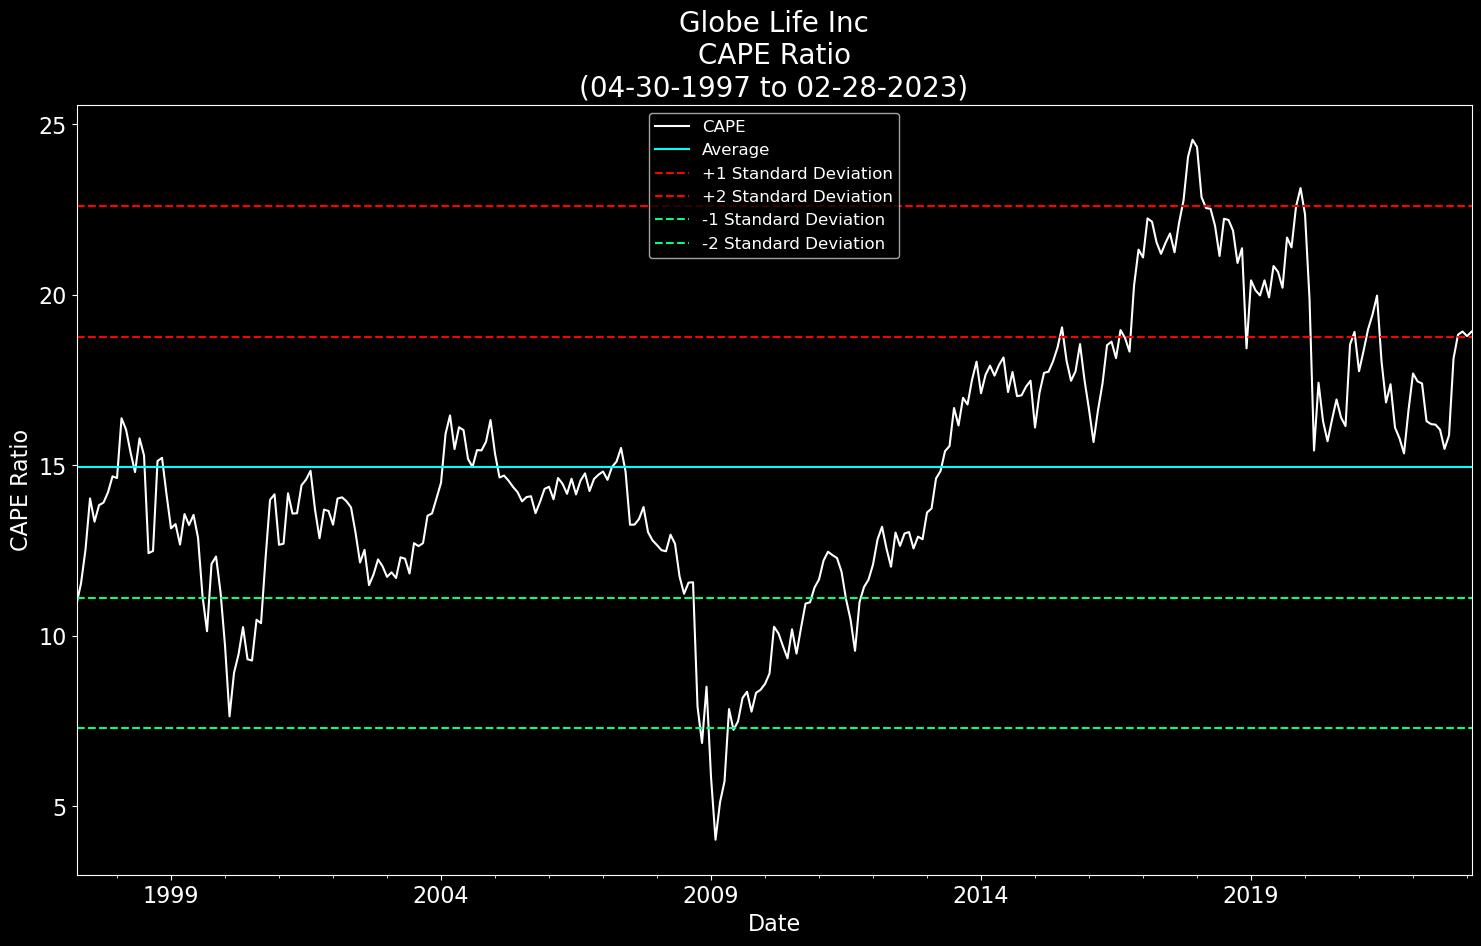 Globe Life Inc
CAPE Ratio
(04-30-1997 to 02-28-2023)
CAPE
Average
+1 Standard Deviation
+2 Standard Deviation
-1 Standard Deviation
-2 Standard Deviation
CAPE Ratio
25
20
15
10
5
1999
2004
2009
2014
2019
Date